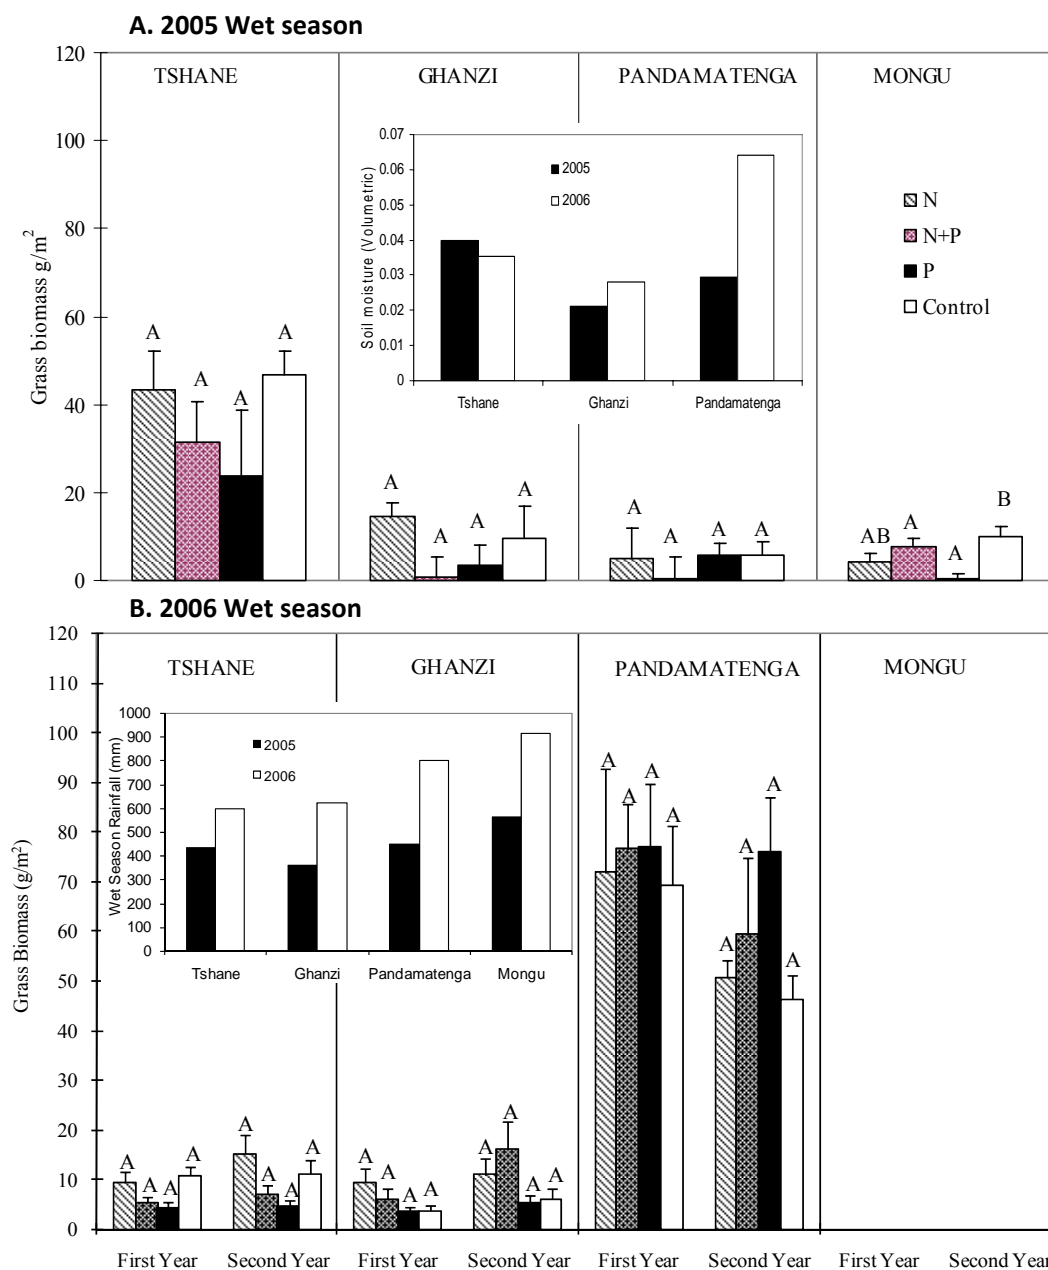 A. 2005 Wet season
120
100
80
60
40
20
0
Grass biomass g/m²
TSHANE
GHANZI
PANDAMATENGA
MONGU
0.07
0.06
0.05
0.04
0.03
0.02
0.01
0
Soil moisture (Volumetric)
2005
2006
Tshane Ghanzi Pandamatenga
N
N+P
P
Control
A A A A
A A A A
A A A A
AB A A B
B. 2006 Wet season
120
110
100
90
80
70
60
50
40
30
20
10
0
Grass Biomass (g/m²)
TSHANE
GHANZI
PANDAMATENGA
MONGU
1000
900
800
700
600
500
400
300
200
100
0
Wet Season Rainfall (mm)
2005
2006
Tshane Ghanzi Pandamatenga Mongu
A A A A A A A A
A A A A A A A A
A A A A A A A A
First Year Second Year First Year Second Year First Year Second Year First Year Second Year